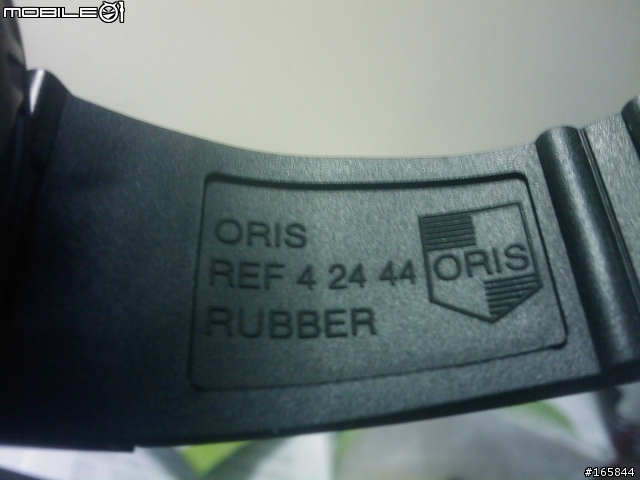 MOBILE01
ORIS
REF 4 24 44
RUBBER
ORIS
#165844